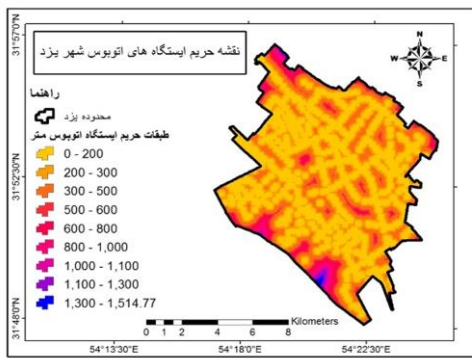 نقشه حریم ایستگاه های اتوبوس شهر یزد
N
W E
S
راهنما
محدوده یزد
طبقات حریم ایستگاه اتوبوس متر
0 - 200
200 - 300
300 - 500
500 - 600
600 - 800
800 - 1,000
1,000 - 1,100
1,100 - 1,300
1,300 - 1,514.77
0 1 2 4 6 8 Kilometers
31°57'0"N
31°52'30"N
31°48'0"N
54°13'30"E 54°18'0"E 54°22'30"E